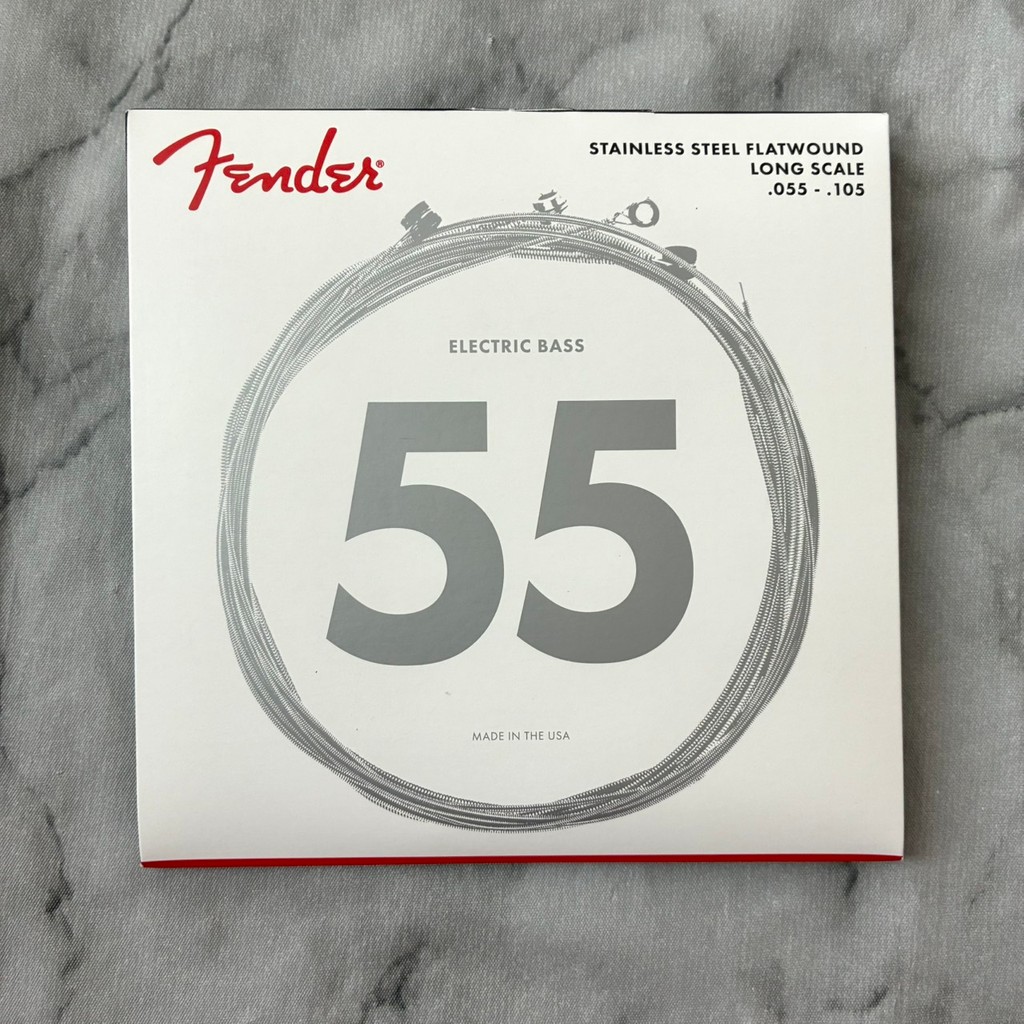 Fender®
STAINLESS STEEL FLATWOUND
LONG SCALE
.055 - .105
ELECTRIC BASS
55
MADE IN THE USA